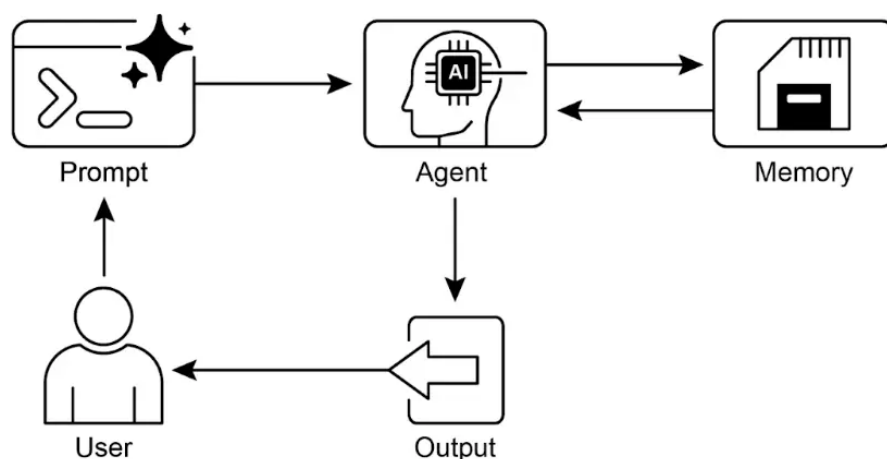 AI
Prompt
Agent
Memory
User
Output